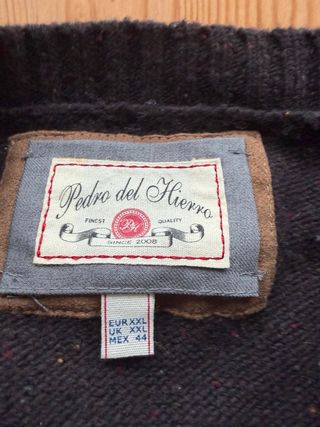 Pedro del Hierro
FINEST QUALITY
SINCE 2008
EUR XXL
UK XXL
MEX 44